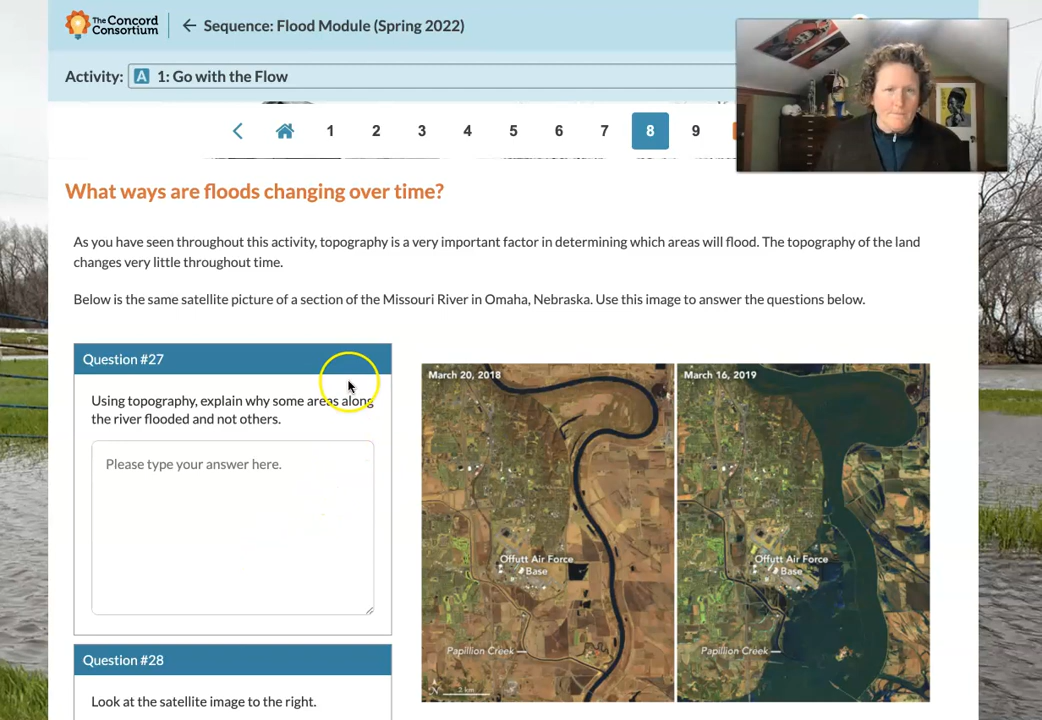 The Concord Consortium
Sequence: Flood Module (Spring 2022)
Activity: A 1: Go with the Flow
1 2 3 4 5 6 7 8 9
What ways are floods changing over time?
As you have seen throughout this activity, topography is a very important factor in determining which areas will flood. The topography of the land
changes very little throughout time.
Below is the same satellite picture of a section of the Missouri River in Omaha, Nebraska. Use this image to answer the questions below.
Question #27
Using topography, explain why some areas along
the river flooded and not others.
Please type your answer here.
March 20, 2018
Offutt Air Force
Base
Papillion Creek
N
2 km
March 16, 2019
Offutt Air Force
Base
Papillion Creek
Question #28
Look at the satellite image to the right.